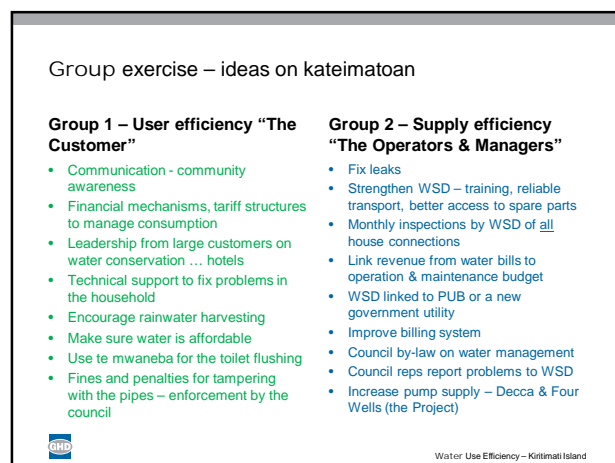 Group exercise – ideas on kateimatoan
Group 1 – User efficiency “The
Customer”
• Communication - community
awareness
• Financial mechanisms, tariff structures
to manage consumption
• Leadership from large customers on
water conservation … hotels
• Technical support to fix problems in
the household
• Encourage rainwater harvesting
• Make sure water is affordable
• Use te mwaneba for the toilet flushing
• Fines and penalties for tampering
with the pipes – enforcement by the
council
Group 2 – Supply efficiency
“The Operators & Managers”
• Fix leaks
• Strengthen WSD – training, reliable
transport, better access to spare parts
• Monthly inspections by WSD of all
house connections
• Link revenue from water bills to
operation & maintenance budget
• WSD linked to PUB or a new
government utility
• Improve billing system
• Council by-law on water management
• Council reps report problems to WSD
• Increase pump supply – Decca & Four
Wells (the Project)
GHD
Water Use Efficiency – Kiritimati Island